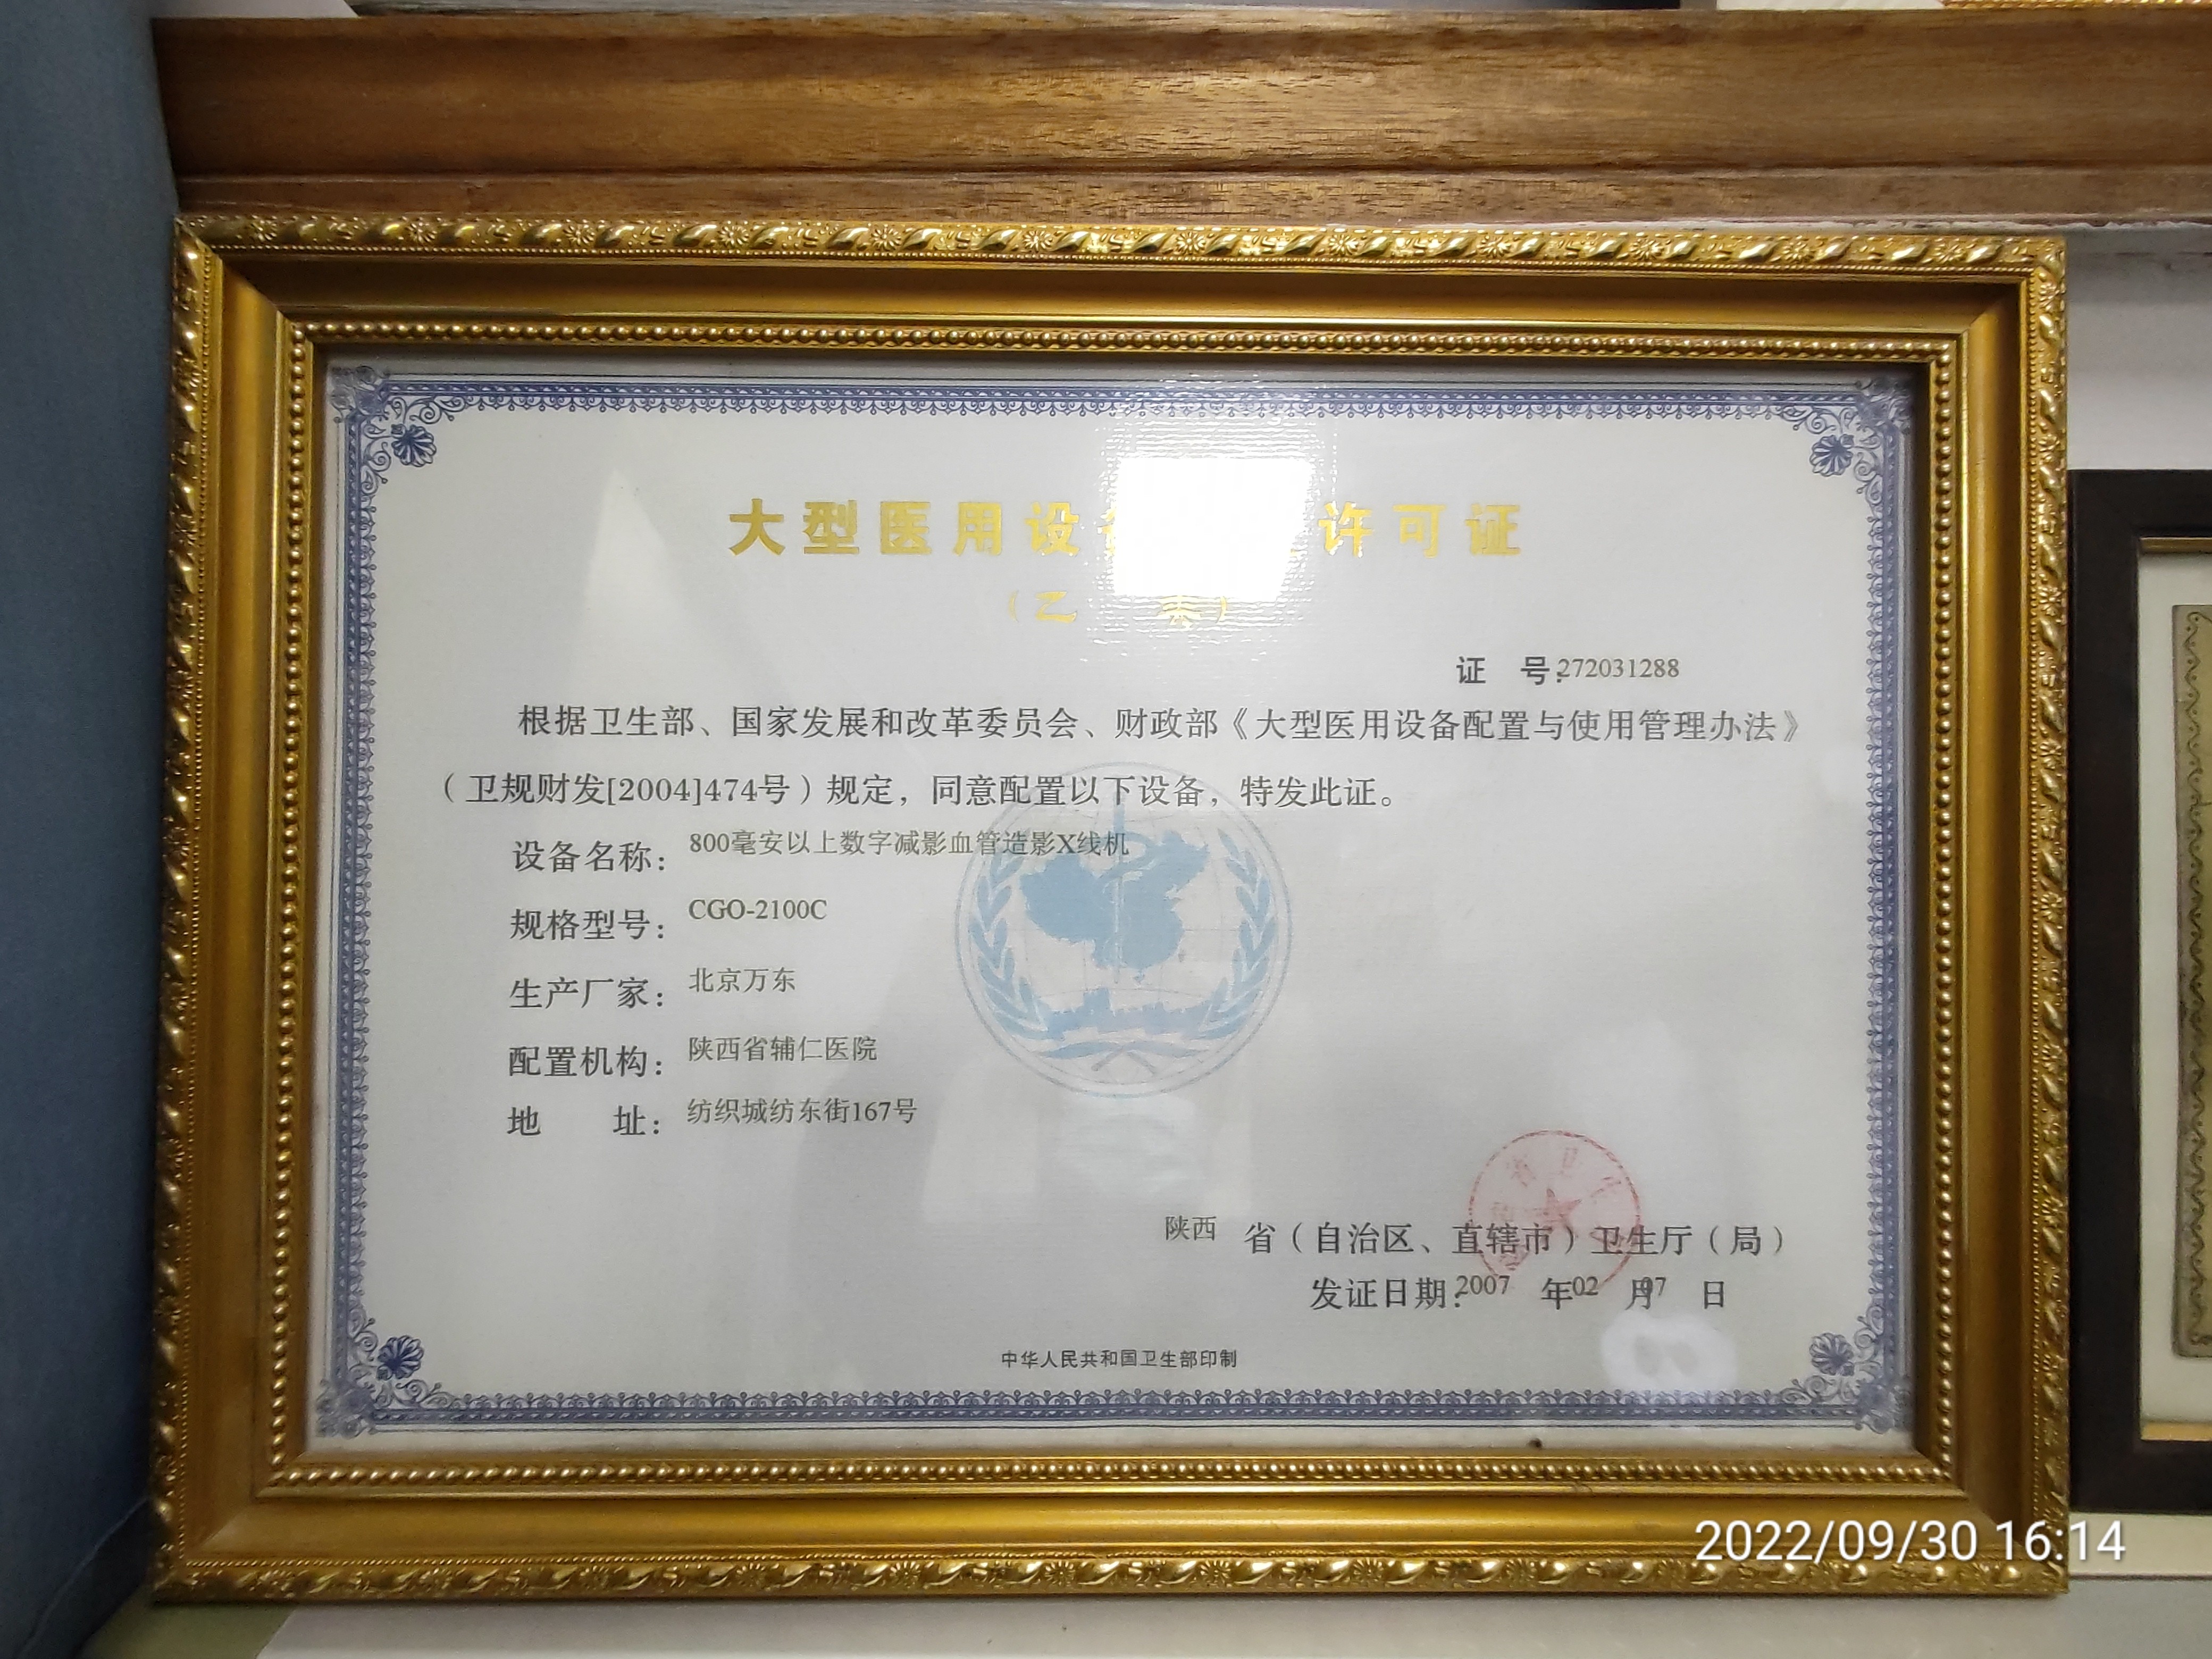 大型医用设 许可证
（乙 类）
证 号：272031288
根据卫生部、国家发展和改革委员会、财政部《大型医用设备配置与使用管理办法》
（卫规财发[2004]474号）规定，同意配置以下设备，特发此证。
设备名称： 800毫安以上数字减影血管造影X线机
规格型号： CGO-2100C
生产厂家： 北京万东
配置机构： 陕西省辅仁医院
地 址： 纺织城纺东街167号
陕西 省（自治区、直辖市）卫生厅（局）
发证日期：2007 年02 月07 日
中华人民共和国卫生部印制
2022/09/30 16:14